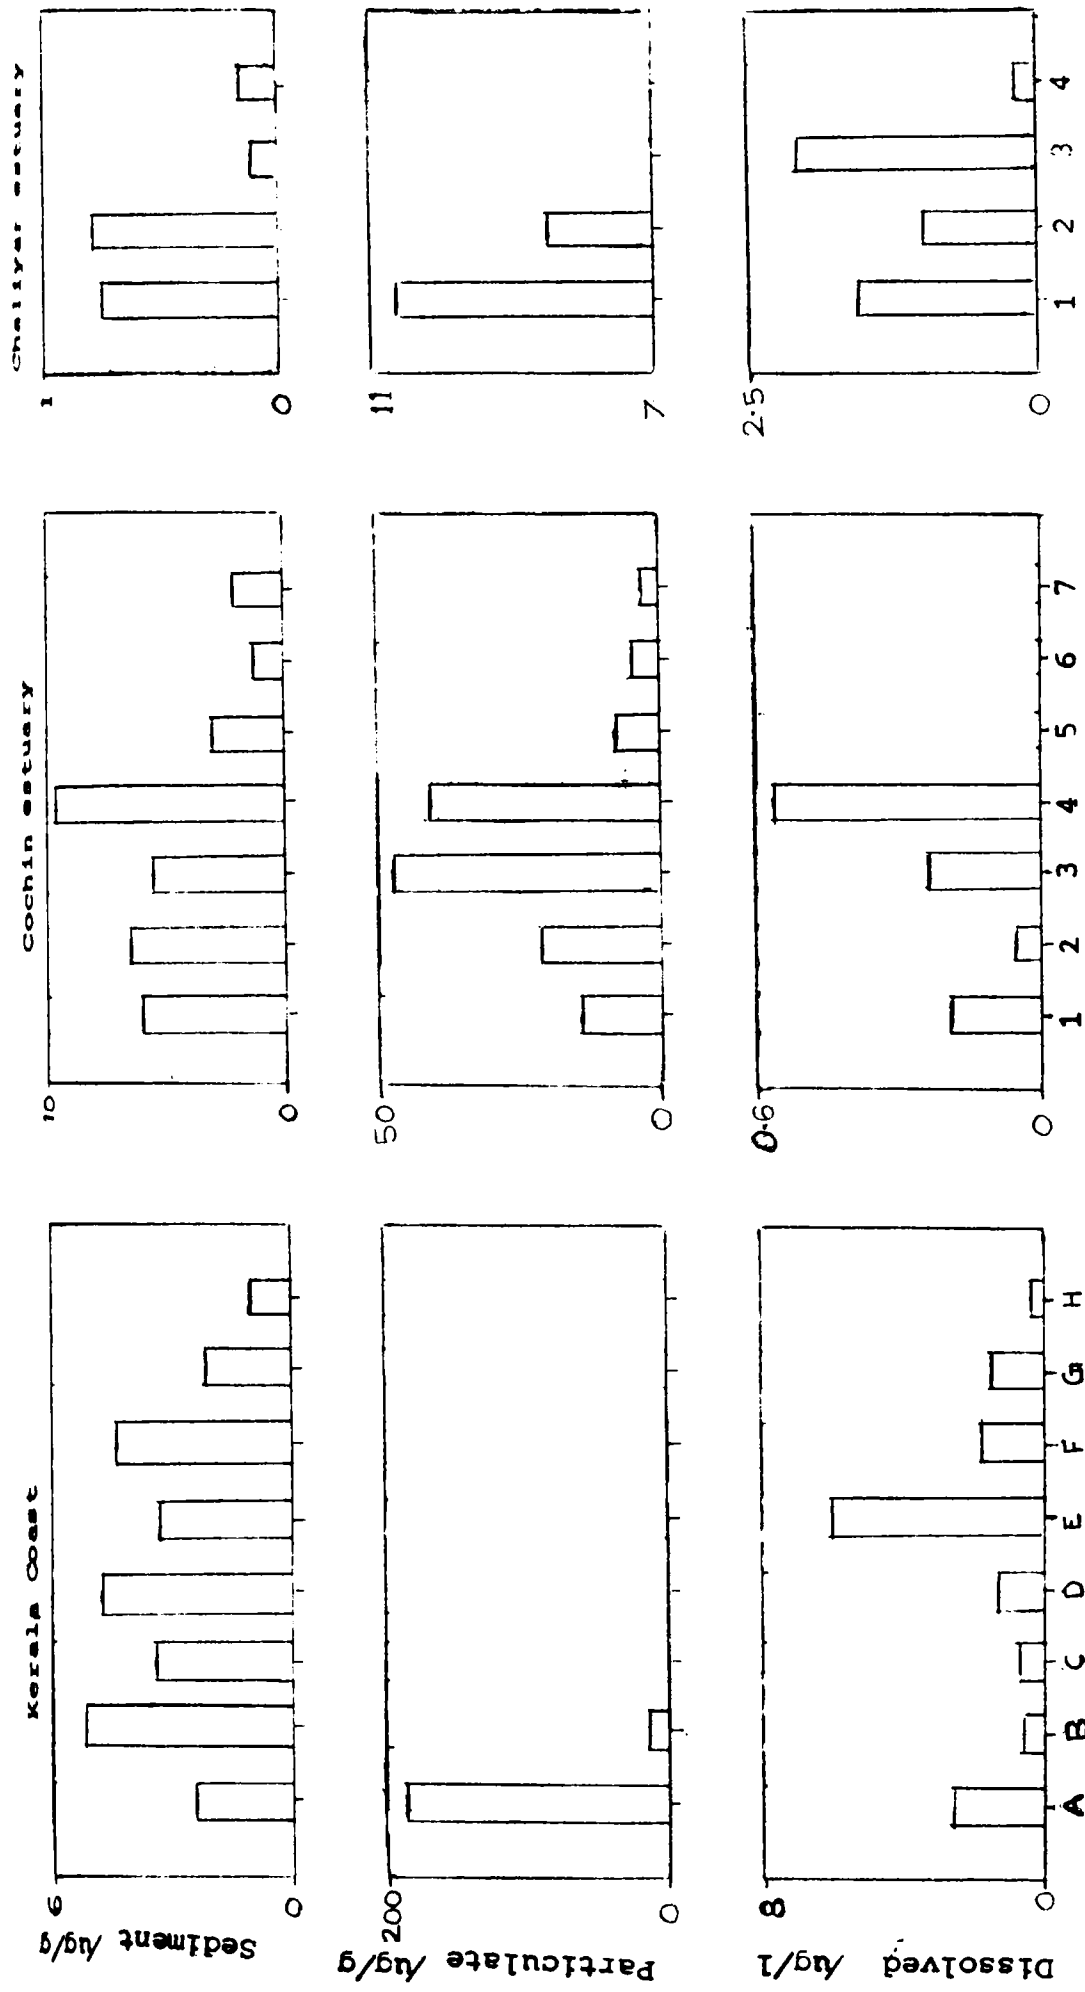 Kerala Coast
Cochin estuary
Chaliyar estuary
Sediment µg/g
6
0
10
0
1
0
Particulate µg/g
200
0
50
0
11
7
Dissolved µg/l
8
0
0.6
0
2.5
0
A B C D E F G H
1 2 3 4 5 6 7
1 2 3 4